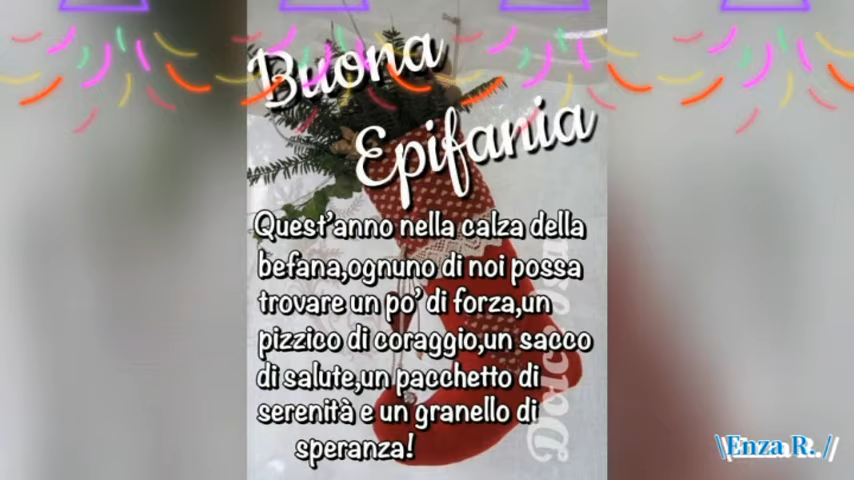 Buona
Epifania
Quest'anno nella calza della
befana,ognuno di noi possa
trovare un po' di forza,un
pizzico di coraggio,un sacco
di salute,un pacchetto di
serenità e un granello di
speranza!
\\Enza R. //